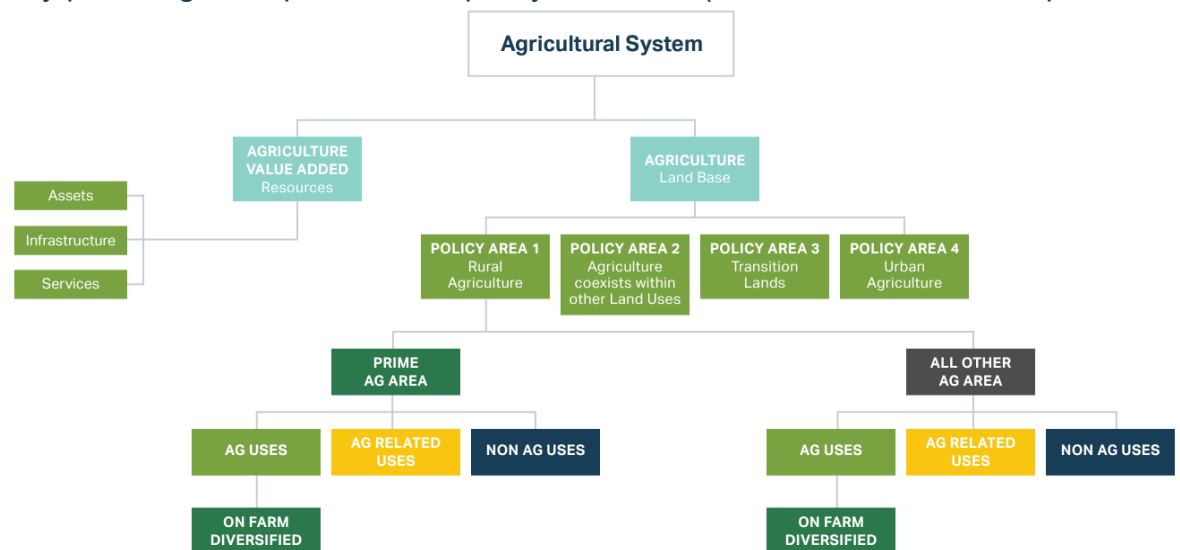 Agricultural System
AGRICULTURE
VALUE ADDED
Resources
AGRICULTURE
Land Base
Assets
Infrastructure
Services
POLICY AREA 1
Rural
Agriculture
POLICY AREA 2
Agriculture
coexists within
other Land Uses
POLICY AREA 3
Transition
Lands
POLICY AREA 4
Urban
Agriculture
PRIME
AG AREA
ALL OTHER
AG AREA
AG USES
AG RELATED
USES
NON AG USES
AG USES
AG RELATED
USES
NON AG USES
ON FARM
DIVERSIFIED
ON FARM
DIVERSIFIED